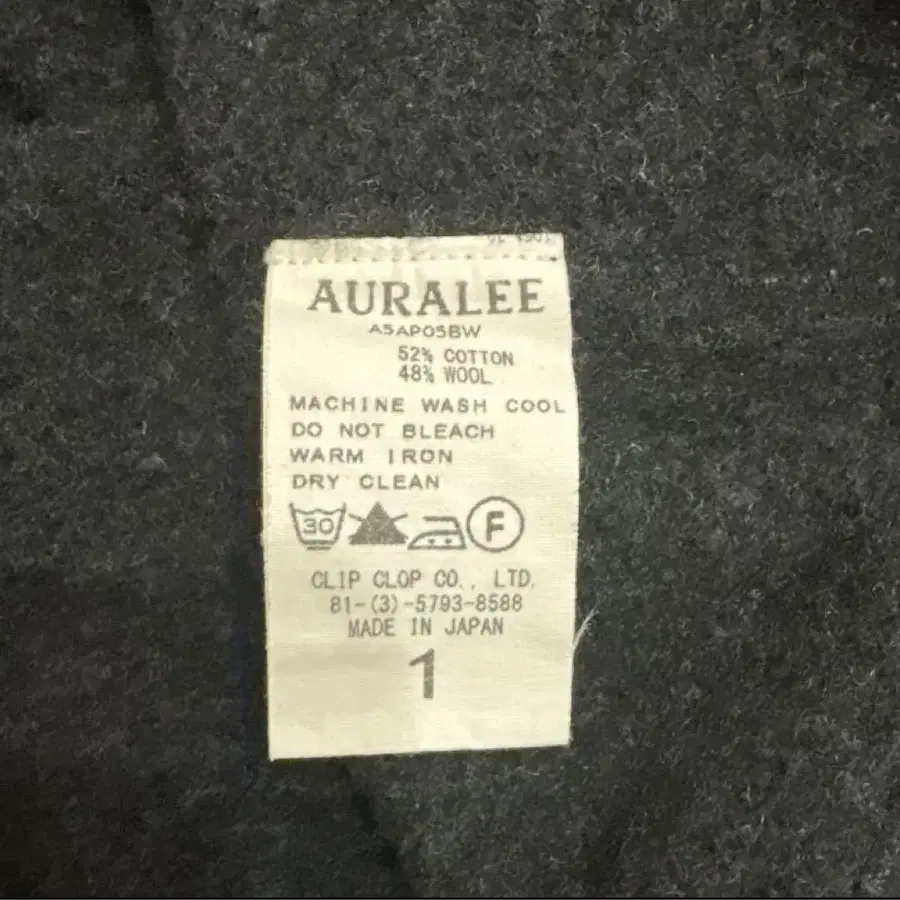 AURALEE
A5AP05BW
52% COTTON
48% WOOL
MACHINE WASH COOL
DO NOT BLEACH
WARM IRON
DRY CLEAN
30
F
CLIP CLOP CO., LTD.
81-(3)-5793-8588
MADE IN JAPAN
1